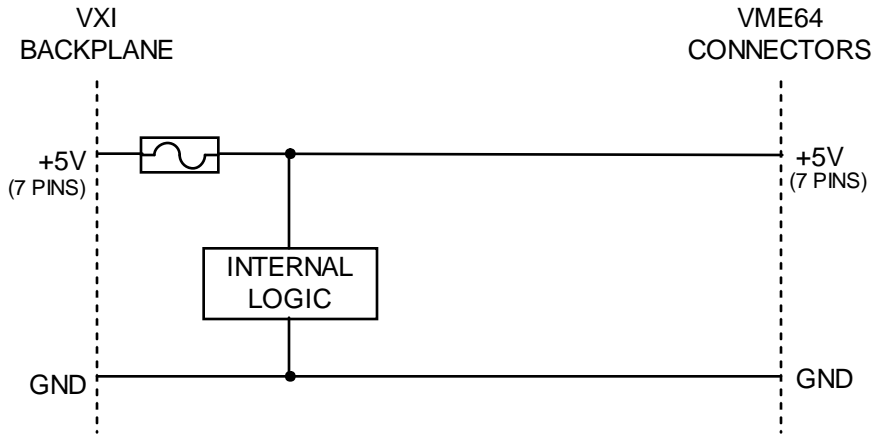 VXI
BACKPLANE
VME64
CONNECTORS
+5V
(7 PINS)
+5V
(7 PINS)
INTERNAL
LOGIC
GND
GND